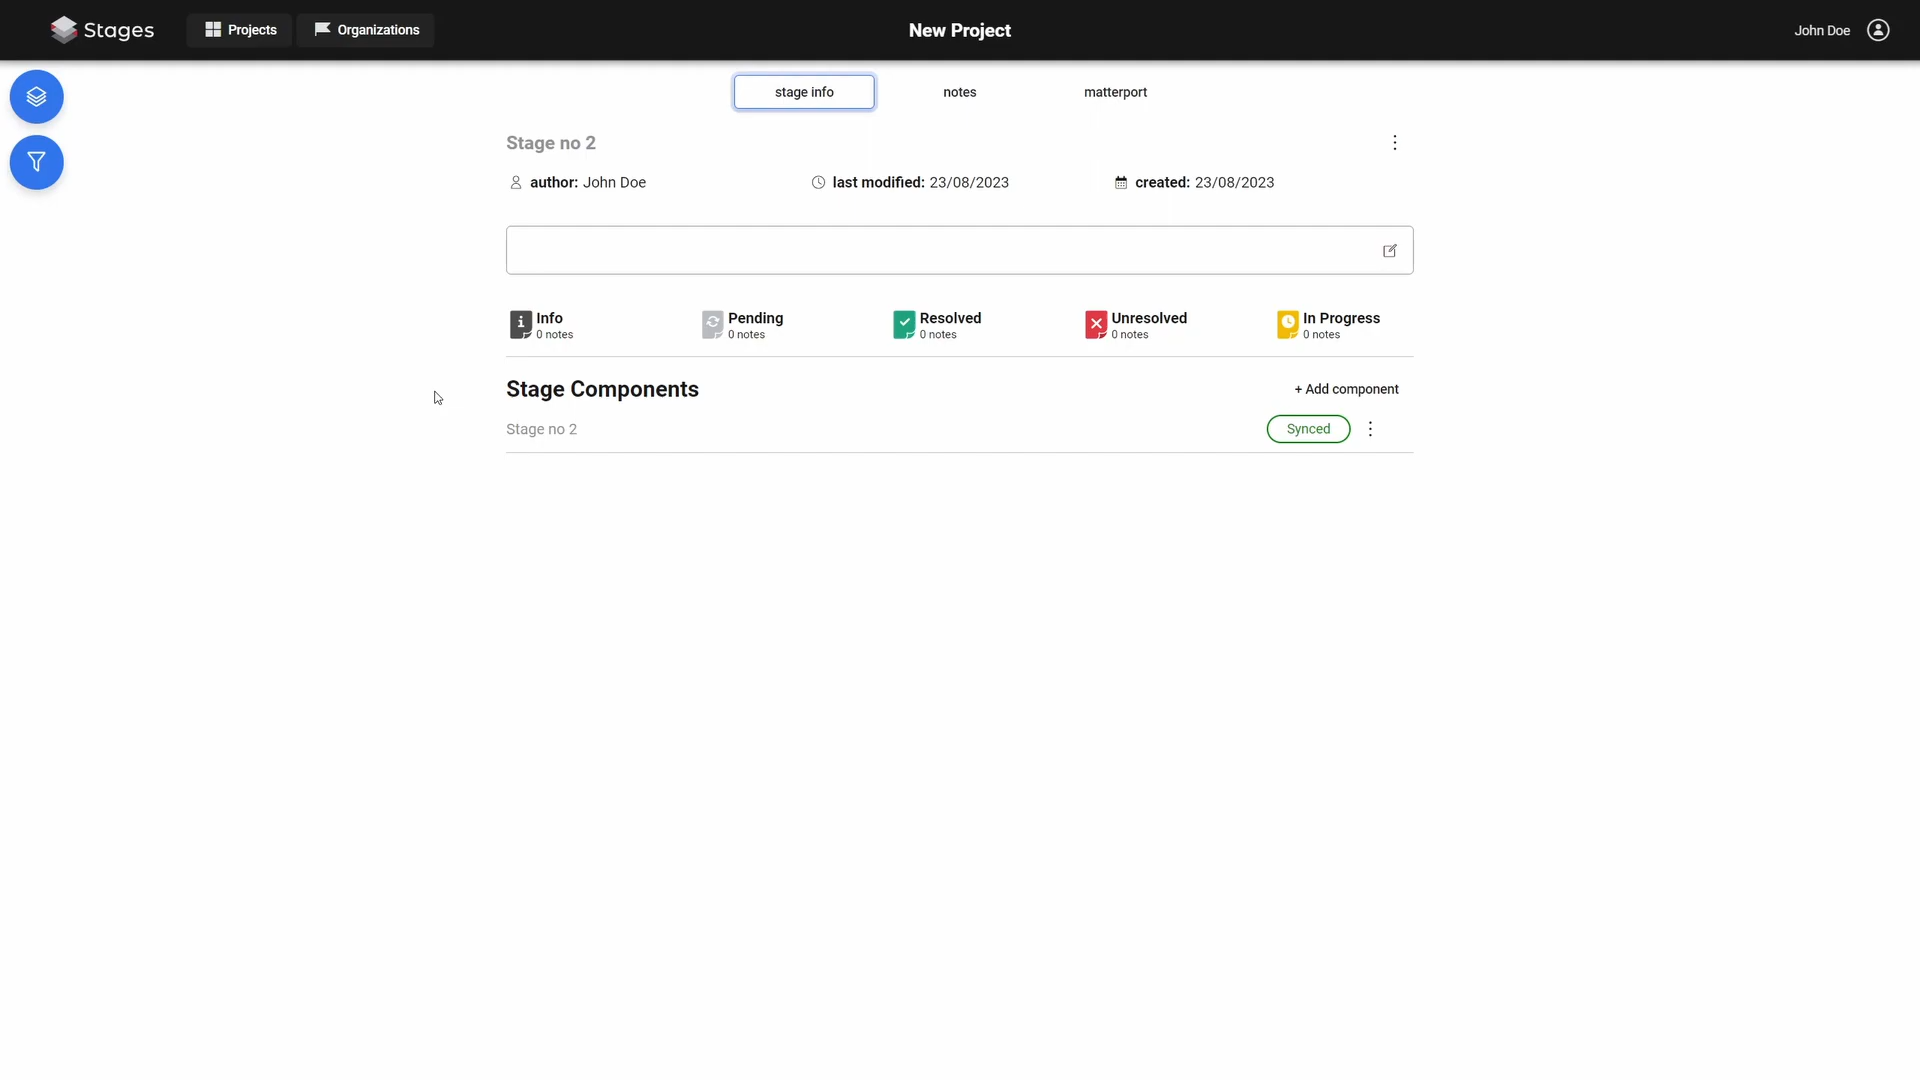 Stages Projects Organizations New Project John Doe
stage info notes matterport
Stage no 2
author: John Doe last modified: 23/08/2023 created: 23/08/2023
Info Pending Resolved Unresolved In Progress
0 notes 0 notes 0 notes 0 notes 0 notes
Stage Components + Add component
Stage no 2 Synced